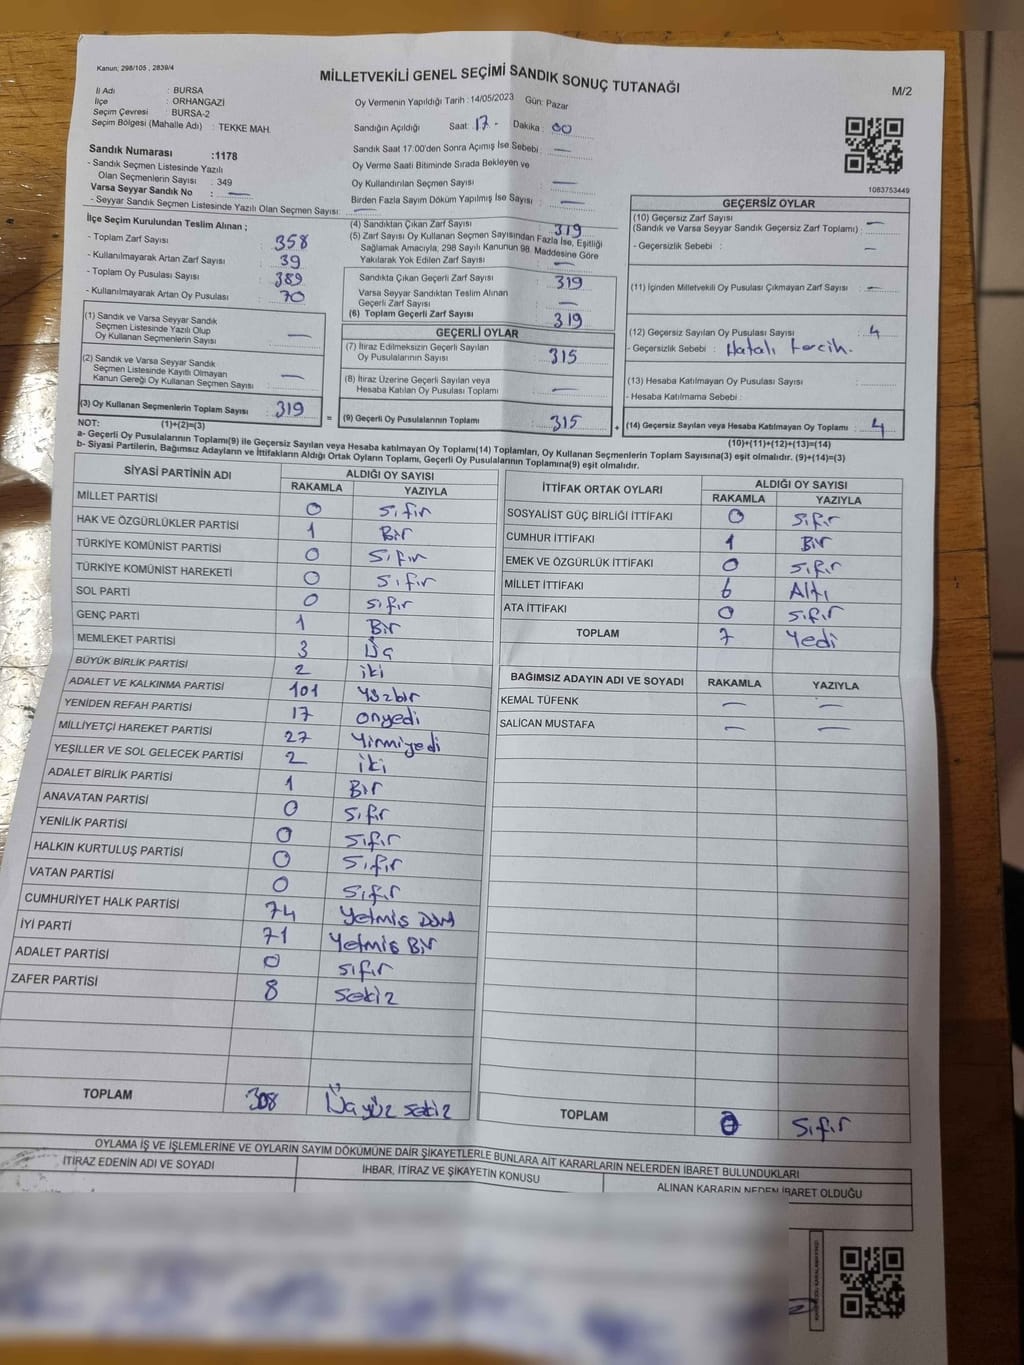 Kanun; 298/105 , 2839/4
MİLLETVEKİLİ GENEL SEÇİMİ SANDIK SONUÇ TUTANAĞI
M/2
İl Adı : BURSA
İlçe : ORHANGAZİ
Seçim Çevresi : BURSA-2
Seçim Bölgesi (Mahalle Adı) : TEKKE MAH.
Sandık Numarası :1178
- Sandık Seçmen Listesinde Yazılı
Olan Seçmenlerin Sayısı : 349
Varsa Seyyar Sandık No : —
- Seyyar Sandık Seçmen Listesinde Yazılı Olan Seçmen Sayısı: —
Oy Vermenin Yapıldığı Tarih :14/05/2023 Gün: Pazar
Sandığın Açıldığı Saat: 17 - Dakika : 00
Sandık Saat 17:00'den Sonra Açımış İse Sebebi : —
Oy Verme Saati Bitiminde Sırada Bekleyen ve
Oy Kullandırılan Seçmen Sayısı : —
Birden Fazla Sayım Döküm Yapılmış İse Sayısı : —
1083753449
İlçe Seçim Kurulundan Teslim Alınan ;
- Toplam Zarf Sayısı : 358
- Kullanılmayarak Artan Zarf Sayısı : 39
- Toplam Oy Pusulası Sayısı : 389
- Kullanılmayarak Artan Oy Pusulası : 70
(1) Sandık ve Varsa Seyyar Sandık
Seçmen Listesinde Yazılı Olup
Oy Kullanan Seçmenlerin Sayısı : —
(2) Sandık ve Varsa Seyyar Sandık
Seçmen Listesinde Kayıtlı Olmayan
Kanun Gereği Oy Kullanan Seçmen Sayısı : —
(3) Oy Kullanan Seçmenlerin Toplam Sayısı : 319
(1)+(2)=(3)
(4) Sandıktan Çıkan Zarf Sayısı : 319
(5) Zarf Sayısı Oy Kullanan Seçmen Sayısından Fazla İse, Eşitliği
Sağlamak Amacıyla, 298 Sayılı Kanunun 98. Maddesine Göre
Yakılarak Yok Edilen Zarf Sayısı : —
Sandıkta Çıkan Geçerli Zarf Sayısı : 319
Varsa Seyyar Sandıktan Teslim Alınan
Geçerli Zarf Sayısı : —
(6) Toplam Geçerli Zarf Sayısı : 319
GEÇERLİ OYLAR
(7) İtiraz Edilmeksizin Geçerli Sayılan
Oy Pusulalarının Sayısı : 315
(8) İtiraz Üzerine Geçerli Sayılan veya
Hesaba Katılan Oy Pusulası Toplamı : —
= (9) Geçerli Oy Pusulalarının Toplamı : 315 +
GEÇERSİZ OYLAR
(10) Geçersiz Zarf Sayısı
(Sandık ve Varsa Seyyar Sandık Geçersiz Zarf Toplamı) : —
- Geçersizlik Sebebi : —
(11) İçinden Milletvekili Oy Pusulası Çıkmayan Zarf Sayısı : —
(12) Geçersiz Sayılan Oy Pusulası Sayısı : 4
- Geçersizlik Sebebi : Hatalı tercih.
(13) Hesaba Katılmayan Oy Pusulası Sayısı :
- Hesaba Katılmama Sebebi :
(14) Geçersiz Sayılan veya Hesaba Katılmayan Oy Toplamı : 4
(10)+(11)+(12)+(13)=(14)
NOT:
a- Geçerli Oy Pusulalarının Toplamı(9) ile Geçersiz Sayılan veya Hesaba katılmayan Oy Toplamı(14) Toplamları, Oy Kullanan Seçmenlerin Toplam Sayısına(3) eşit olmalıdır. (9)+(14)=(3)
b- Siyasi Partilerin, Bağımsız Adayların ve İttifakların Aldığı Ortak Oyların Toplamı, Geçerli Oy Pusulalarının Toplamına(9) eşit olmalıdır.
SİYASİ PARTİNİN ADI ALDIĞI OY SAYISI
RAKAMLA YAZIYLA
MİLLET PARTİSİ 0 sıfır
HAK VE ÖZGÜRLÜKLER PARTİSİ 1 Bir
TÜRKİYE KOMÜNİST PARTİSİ 0 sıfır
TÜRKİYE KOMÜNİST HAREKETİ 0 sıfır
SOL PARTİ 0 sıfır
GENÇ PARTİ 1 Bir
MEMLEKET PARTİSİ 3 Üç
BÜYÜK BİRLİK PARTİSİ 2 iki
ADALET VE KALKINMA PARTİSİ 101 Yüzbir
YENİDEN REFAH PARTİSİ 17 onyedi
MİLLİYETÇİ HAREKET PARTİSİ 27 Yirmiyedi
YEŞİLLER VE SOL GELECEK PARTİSİ 2 iki
ADALET BİRLİK PARTİSİ 1 Bir
ANAVATAN PARTİSİ 0 sıfır
YENİLİK PARTİSİ 0 sıfır
HALKIN KURTULUŞ PARTİSİ 0 sıfır
VATAN PARTİSİ 0 sıfır
CUMHURİYET HALK PARTİSİ 74 Yetmiş Dört
İYİ PARTİ 71 Yetmiş Bir
ADALET PARTİSİ 0 sıfır
ZAFER PARTİSİ 8 Sekiz
TOPLAM 308 Üçyüz sekiz
İTTİFAK ORTAK OYLARI ALDIĞI OY SAYISI
RAKAMLA YAZIYLA
SOSYALİST GÜÇ BİRLİĞİ İTTİFAKI 0 sıfır
CUMHUR İTTİFAKI 1 Bir
EMEK VE ÖZGÜRLÜK İTTİFAKI 0 sıfır
MİLLET İTTİFAKI 6 Altı
ATA İTTİFAKI 0 sıfır
TOPLAM 7 Yedi
BAĞIMSIZ ADAYIN ADI VE SOYADI RAKAMLA YAZIYLA
KEMAL TÜFENK — —
SALİCAN MUSTAFA — —
TOPLAM 0 sıfır
OYLAMA İŞ VE İŞLEMLERİNE VE OYLARIN SAYIM DÖKÜMÜNE DAİR ŞİKAYETLERLE BUNLARA AİT KARARLARIN NELERDEN İBARET BULUNDUKLARI
İTİRAZ EDENİN ADI VE SOYADI
İHBAR, İTİRAZ VE ŞİKAYETİN KONUSU
ALINAN KARARIN NEDEN İBARET OLDUĞU